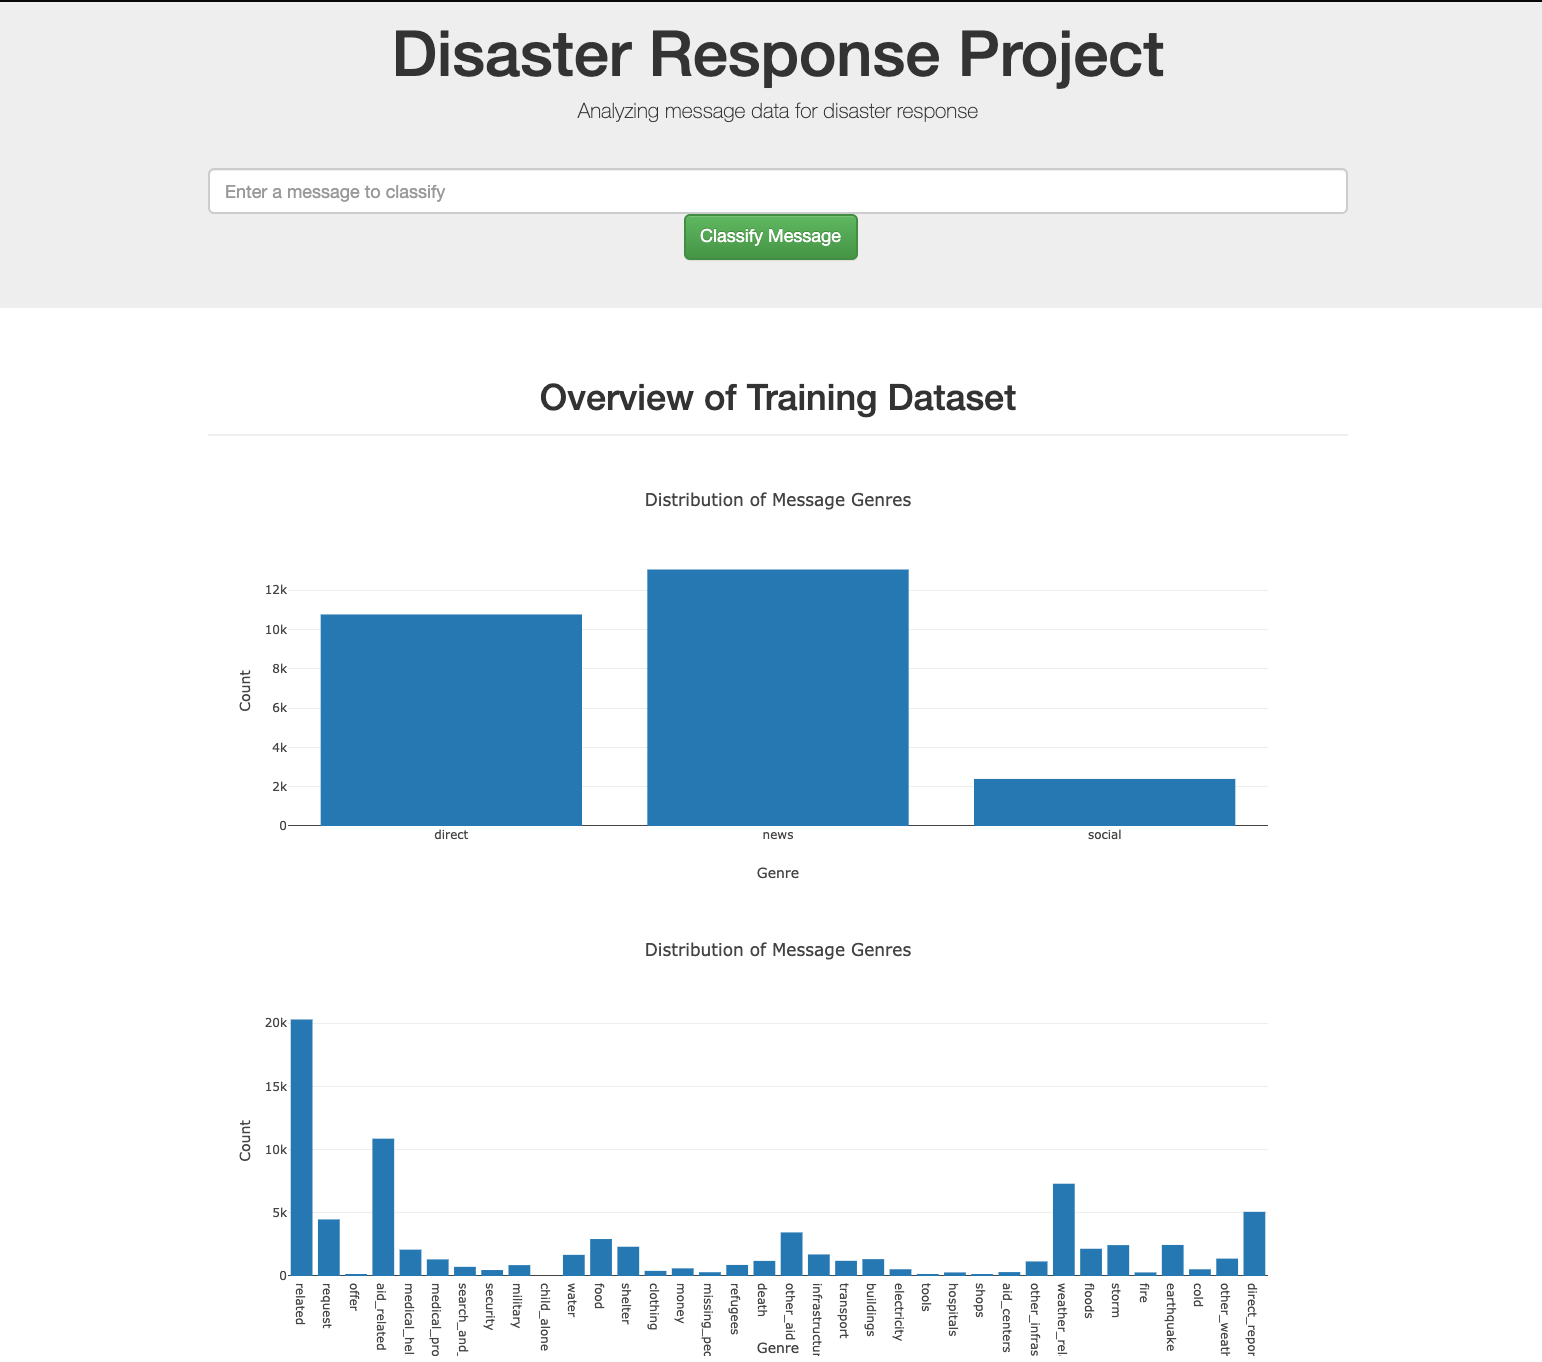 Disaster Response Project
Analyzing message data for disaster response
Enter a message to classify
Classify Message
Overview of Training Dataset
Distribution of Message Genres
12k
10k
8k
6k
4k
2k
0
Count
direct
news
social
Genre
Distribution of Message Genres
20k
15k
10k
5k
0
Count
related
request
offer
aid_related
medical_hel
medical_pro
search_and_
security
military
child_alone
water
food
shelter
clothing
money
missing_peo
refugees
death
other_aid
infrastructur
transport
buildings
electricity
tools
hospitals
shops
aid_centers
other_infras
weather_rel
floods
storm
fire
earthquake
cold
other_weath
direct_repor
Genre